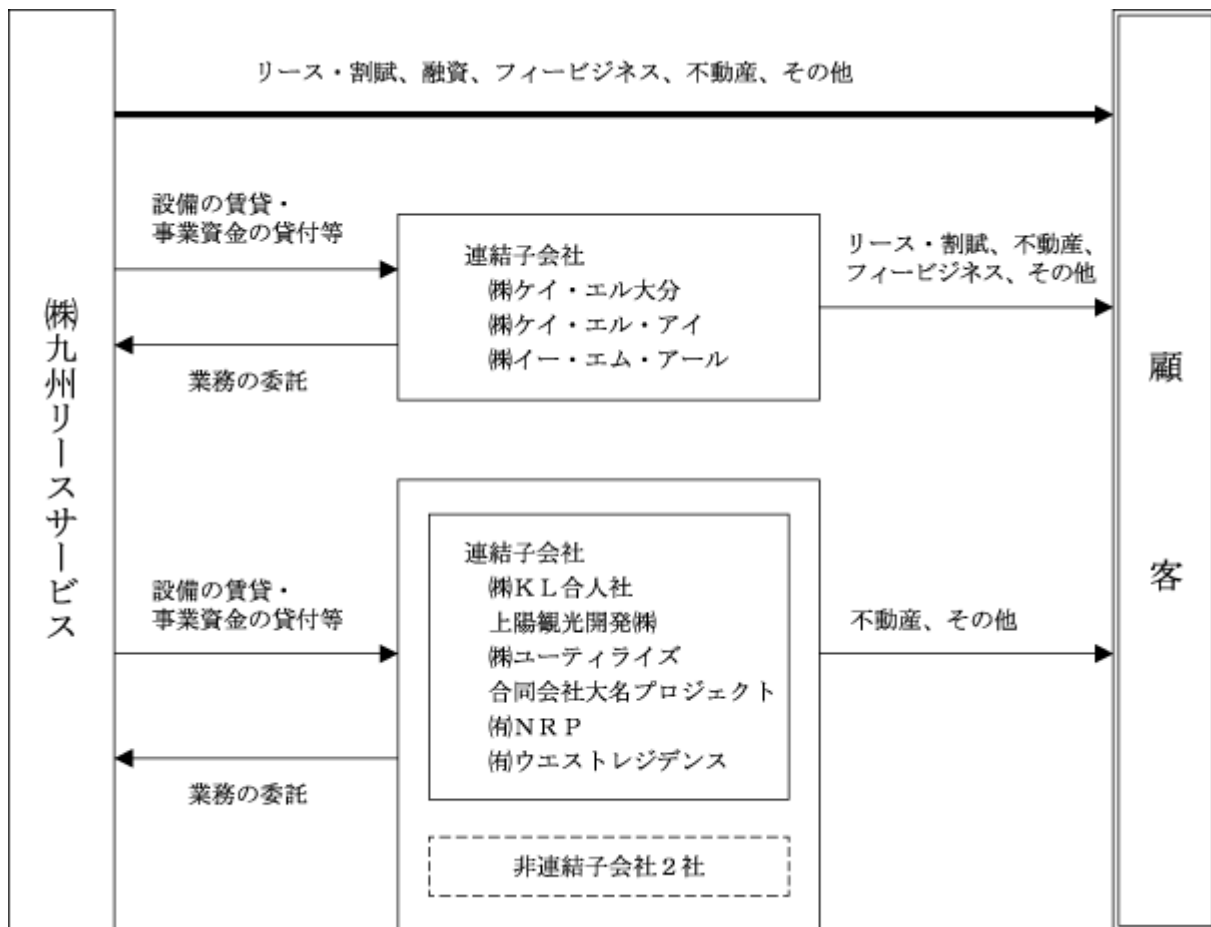 リース・割賦、融資、フィービジネス、不動産、その他
㈱九州リースサービス
設備の賃貸・
事業資金の貸付等
業務の委託
連結子会社
㈱ケイ・エル大分
㈱ケイ・エル・アイ
㈱イー・エム・アール
リース・割賦、不動産、
フィービジネス、その他
顧客
設備の賃貸・
事業資金の貸付等
業務の委託
連結子会社
㈱ＫＬ合人社
上陽観光開発㈱
㈱ユーティライズ
合同会社大名プロジェクト
㈲ＮＲＰ
㈲ウエストレジデンス
非連結子会社２社
不動産、その他